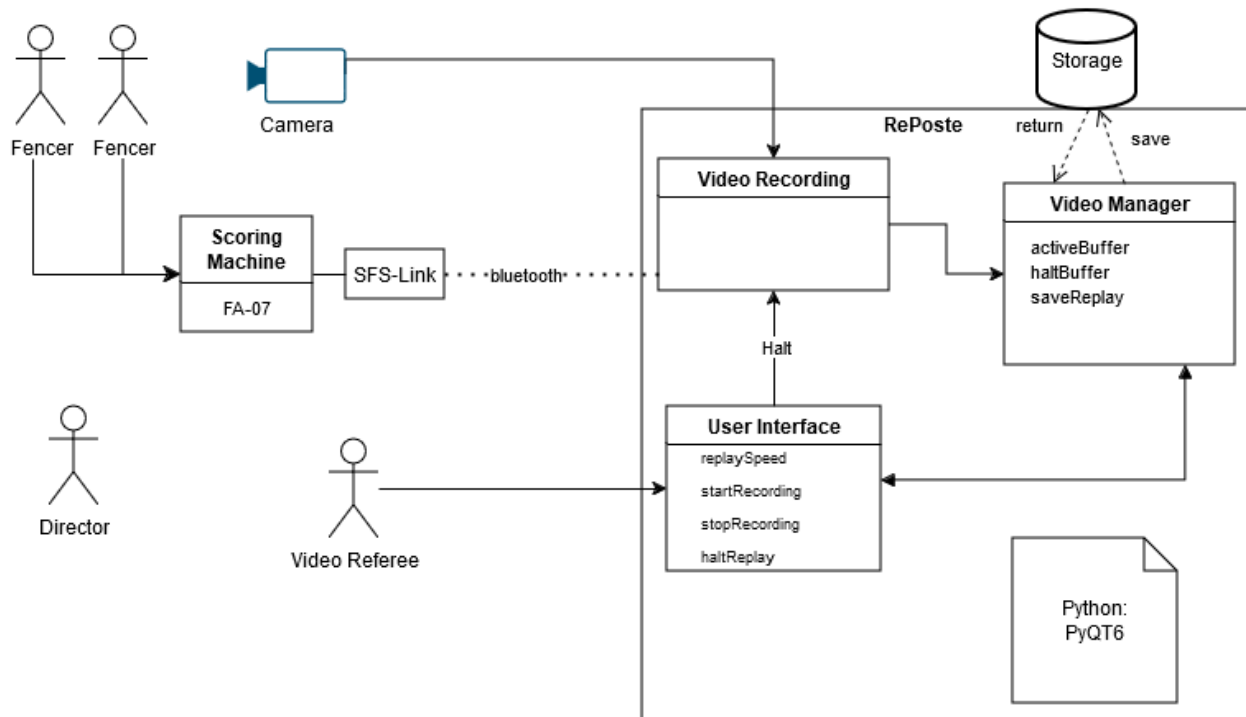 Fencer
Fencer
Camera
Storage
RePoste
return
save
Video Recording
Video Manager
activeBuffer
haltBuffer
saveReplay
Scoring
Machine
FA-07
SFS-Link
bluetooth
Halt
User Interface
replaySpeed
startRecording
stopRecording
haltReplay
Director
Video Referee
Python:
PyQT6